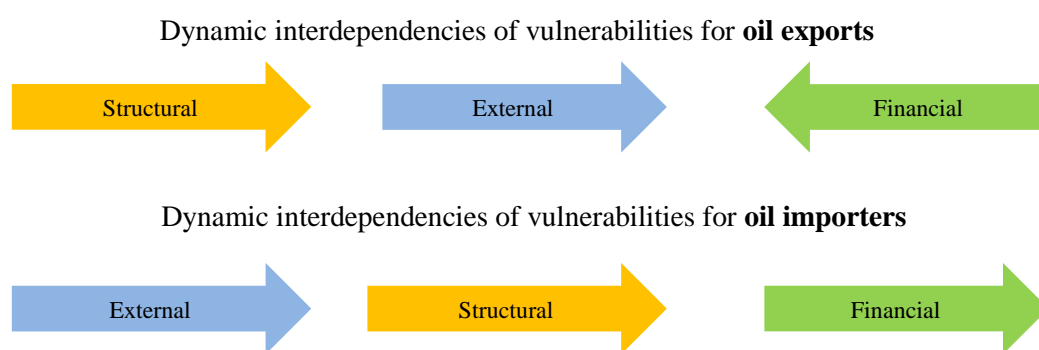 Dynamic interdependencies of vulnerabilities for oil exports
Structural External Financial
Dynamic interdependencies of vulnerabilities for oil importers
External Structural Financial